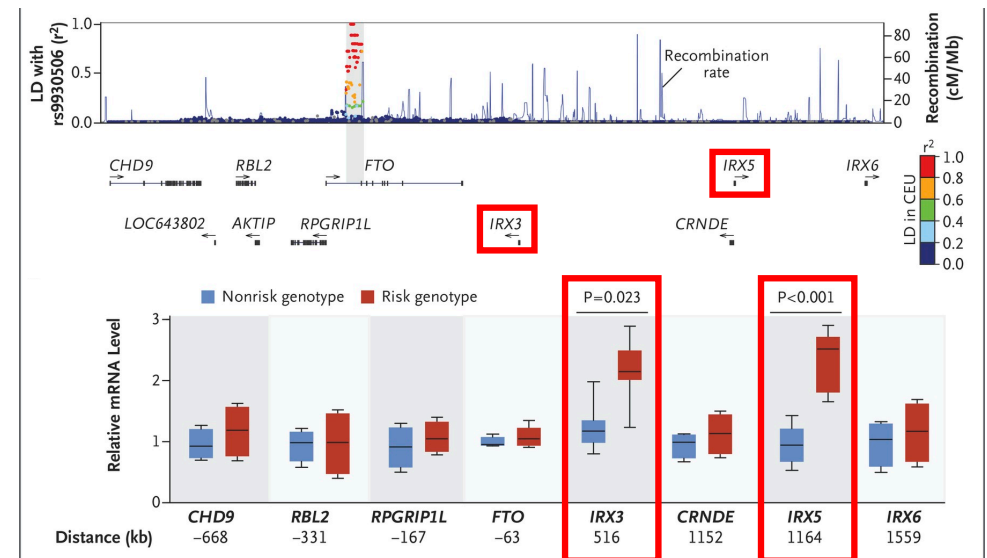 LD with rs9930506 (r²)
1.0
0.5
0.0
Recombination rate
80
60
40
20
0
Recombination (cM/Mb)
CHD9
RBL2
FTO
IRX5
IRX6
LOC643802
AKTIP
RPGRIP1L
IRX3
CRNDE
r²
1.0
0.8
0.6
0.4
0.2
0.0
LD in CEU
Nonrisk genotype
Risk genotype
P=0.023
P<0.001
Relative mRNA Level
3
2
1
0
CHD9 RBL2 RPGRIP1L FTO IRX3 CRNDE IRX5 IRX6
Distance (kb) −668 −331 −167 −63 516 1152 1164 1559